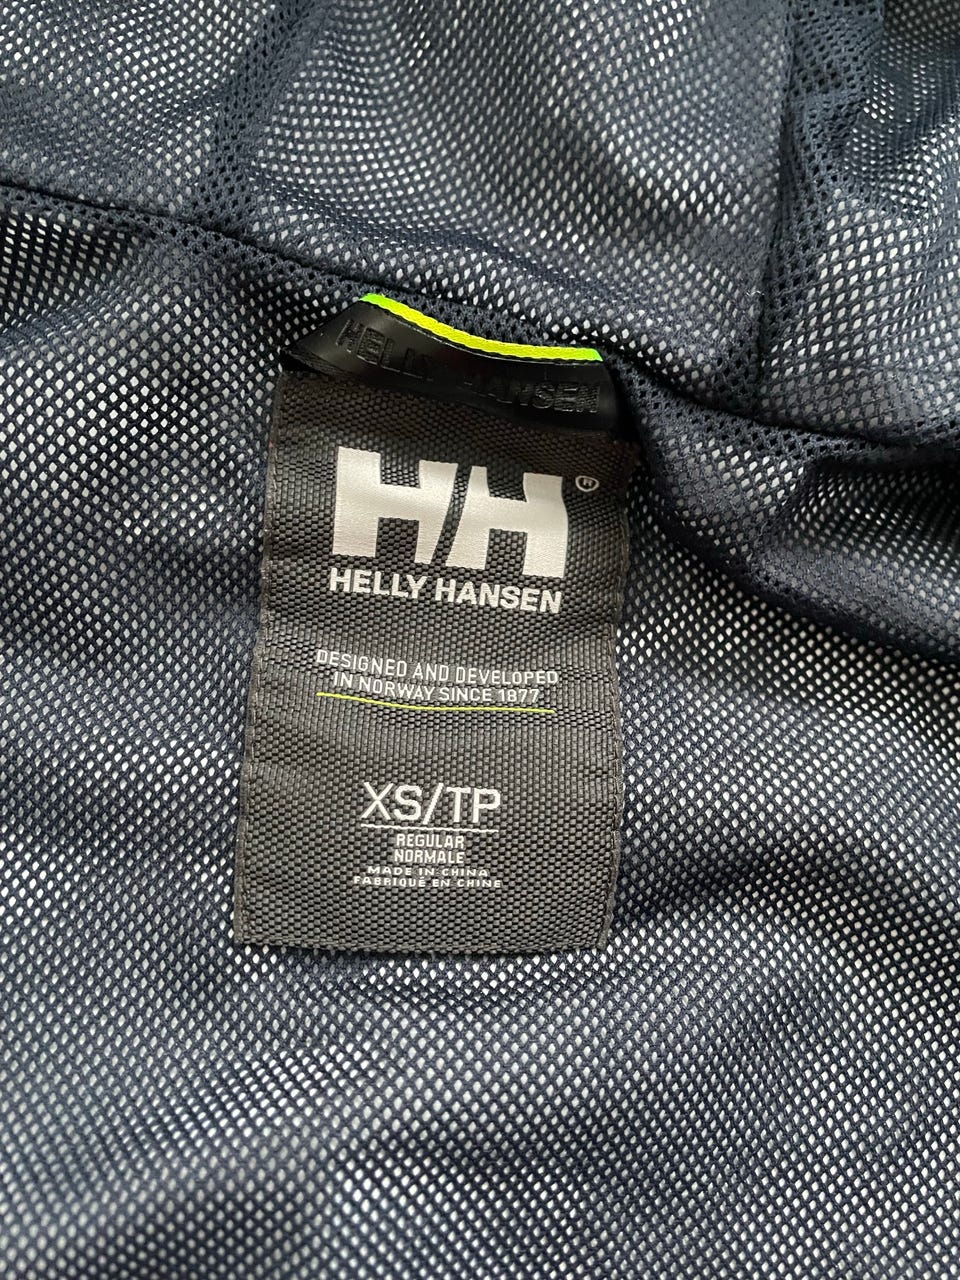 HELLY HANSEN
HH®
HELLY HANSEN
DESIGNED AND DEVELOPED
IN NORWAY SINCE 1877
XS/TP
REGULAR
NORMALE
MADE IN CHINA
FABRIQUÉ EN CHINE